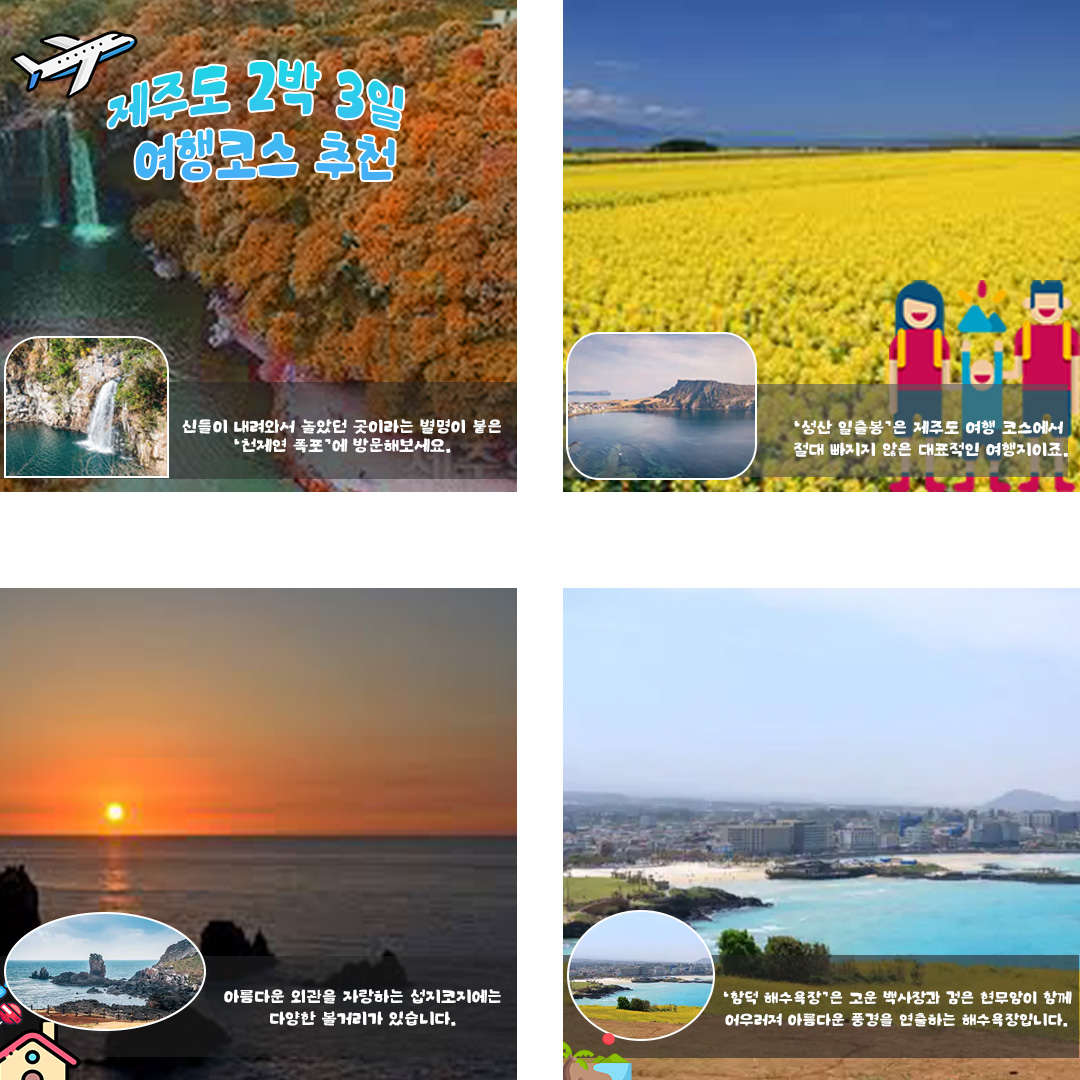 제주도 2박 3일
여행코스 추천
신들이 내려와서 놀았던 곳이라는 별명이 붙은
"천제연 폭포"에 방문해보세요.
"성산 일출봉"은 제주도 여행 코스에서
절대 빠지지 않은 대표적인 여행지이죠.
아름다운 외관을 자랑하는 섭지코지에는
다양한 볼거리가 있습니다.
"함덕 해수욕장"은 고운 백사장과 검은 현무암이 함께
어우러져 아름다운 풍경을 연출하는 해수욕장입니다.